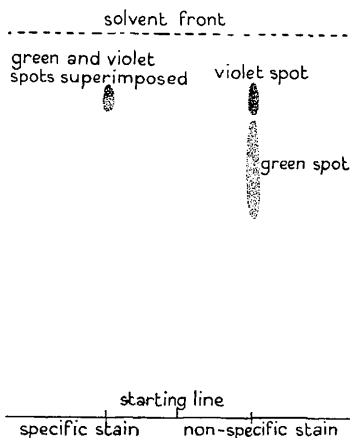 solvent front
green and violet
spots superimposed
violet spot
green spot
starting line
specific stain
non-specific stain